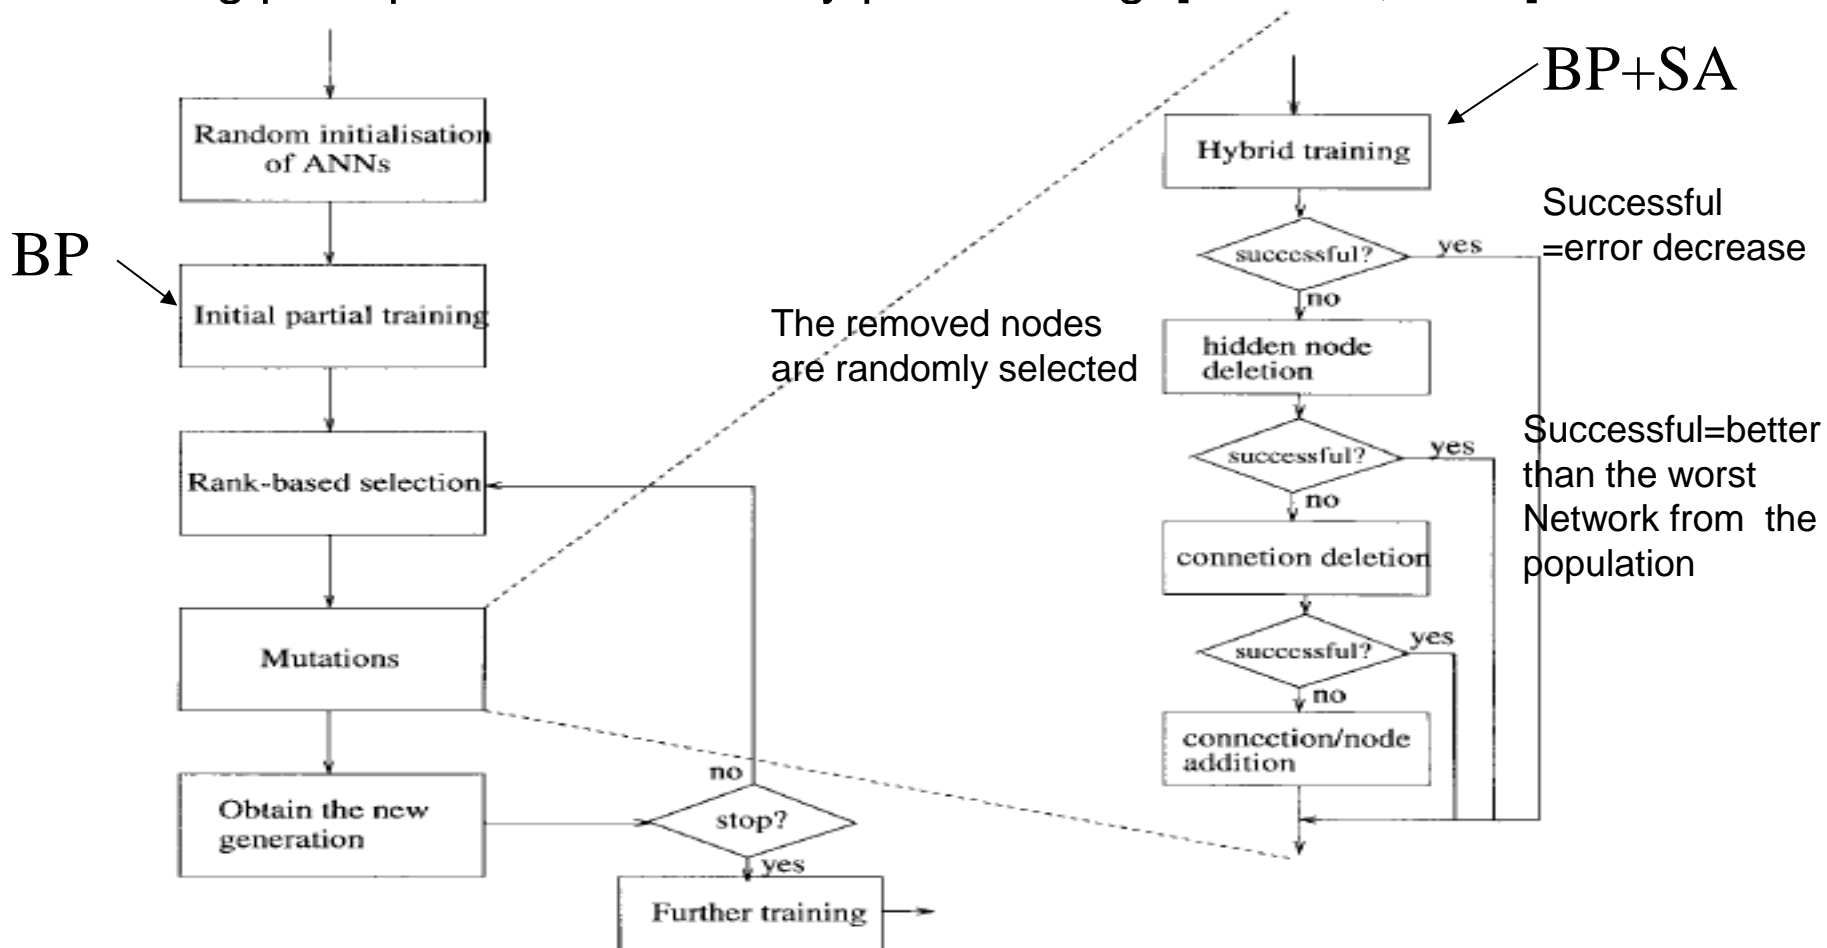 BP+SA
Random initialisation
of ANNs
Hybrid training
Successful
=error decrease
BP
successful?
yes
no
Initial partial training
The removed nodes
are randomly selected
hidden node
deletion
Successful=better
than the worst
Network from the
population
successful?
yes
no
Rank-based selection
connetion deletion
successful?
yes
no
Mutations
connection/node
addition
no
Obtain the new
generation
stop?
yes
Further training